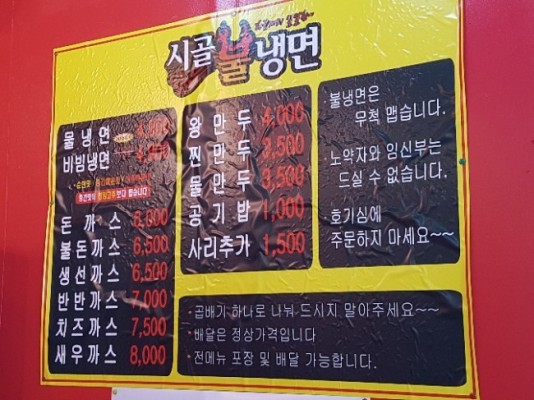 시골불냉면
물냉면
비빔냉면
돈까스 6,000
불돈까스 6,500
생선까스 6,500
반반까스 7,000
치즈까스 7,500
새우까스 8,000
왕만두 4,000
찐만두 3,500
물만두 3,500
공기밥 1,000
사리추가 1,500
불냉면은
무척 맵습니다.
노약자와 임신부는
드실 수 없습니다.
호기심에
주문하지 마세요~~
· 곱배기 하나로 나눠 드시지 말아주세요~~
· 배달은 정상가격입니다
· 전메뉴 포장 및 배달 가능합니다.